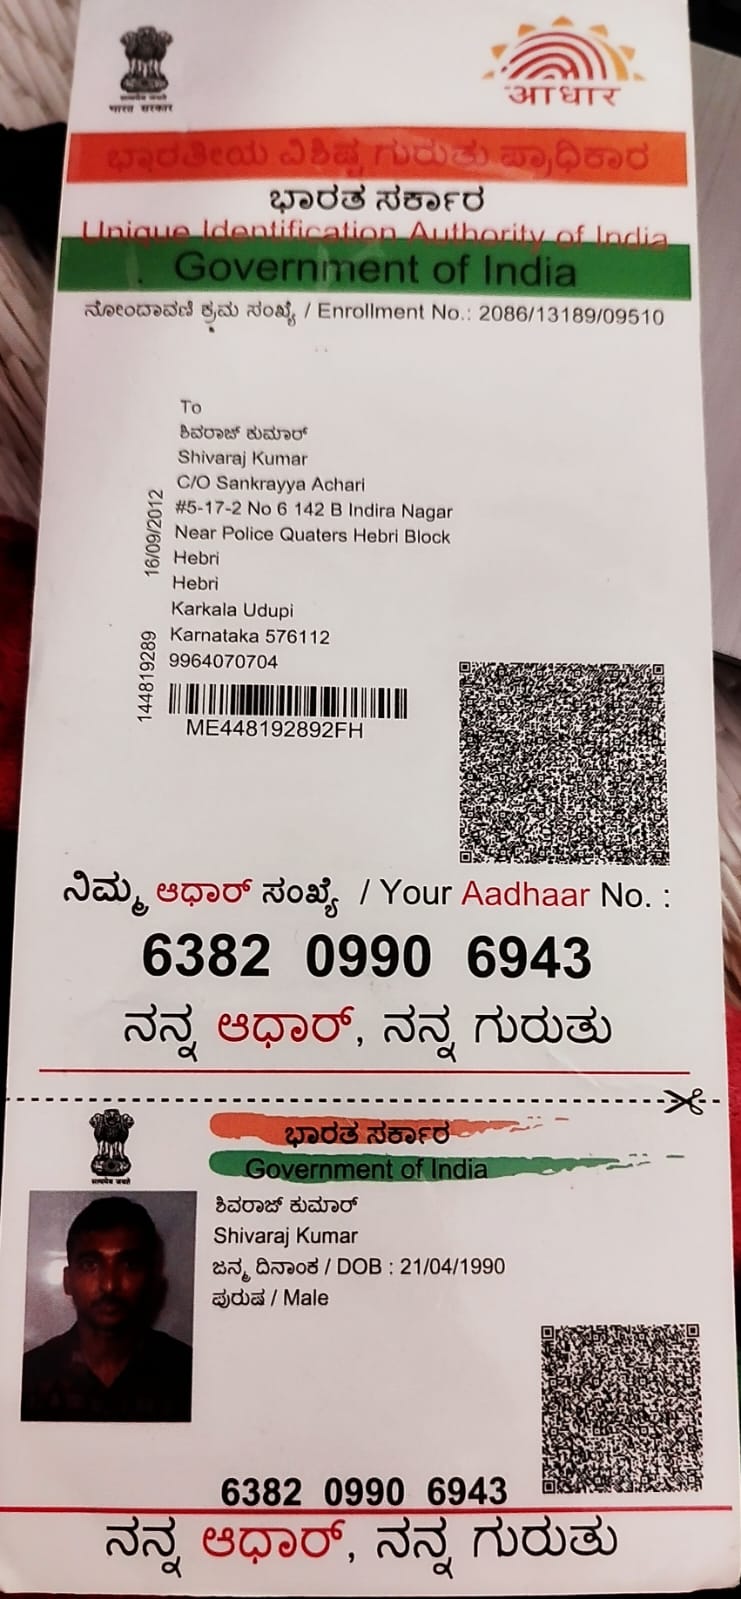 भारत सरकार
आधार
ಭಾರತೀಯ ವಿಶಿಷ್ಟ ಗುರುತು ಪ್ರಾಧಿಕಾರ
ಭಾರತ ಸರ್ಕಾರ
Unique Identification Authority of India
Government of India
ನೋಂದಾವಣಿ ಕ್ರಮ ಸಂಖ್ಯೆ / Enrollment No.: 2086/13189/09510
To
ಶಿವರಾಜ್ ಕುಮಾರ್
Shivaraj Kumar
C/O Sankrayya Achari
#5-17-2 No 6 142 B Indira Nagar
Near Police Quaters Hebri Block
Hebri
Hebri
Karkala Udupi
Karnataka 576112
9964070704
16/09/2012
144819289
ME448192892FH
ನಿಮ್ಮ ಆಧಾರ್ ಸಂಖ್ಯೆ / Your Aadhaar No. :
6382 0990 6943
ನನ್ನ ಆಧಾರ್, ನನ್ನ ಗುರುತು
सत्यमेव जयते
ಭಾರತ ಸರ್ಕಾರ
Government of India
ಶಿವರಾಜ್ ಕುಮಾರ್
Shivaraj Kumar
ಜನ್ಮ ದಿನಾಂಕ / DOB : 21/04/1990
ಪುರುಷ / Male
6382 0990 6943
ನನ್ನ ಆಧಾರ್, ನನ್ನ ಗುರುತು